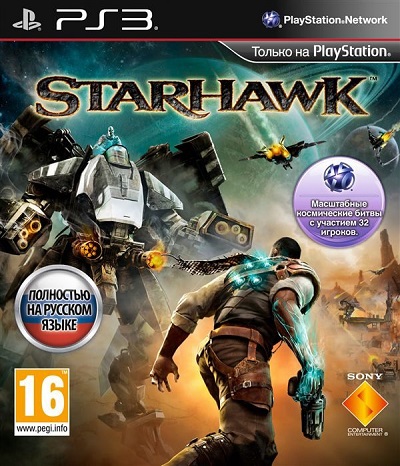 PS3
PlayStation Network
Только на PlayStation®
STARHAWK™
Масштабные
космические битвы
с участием 32
игроков.
ПОЛНОСТЬЮ
НА РУССКОМ
ЯЗЫКЕ
16
www.pegi.info
SONY
COMPUTER
ENTERTAINMENT®